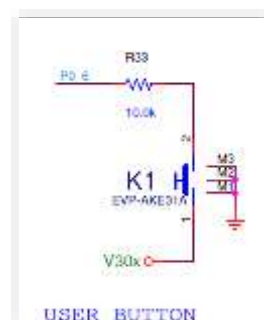 R33
P0_6
10.0k
2
M3
M2
M1
K1
EVP-AKE31A
1
V30x
USER BUTTON